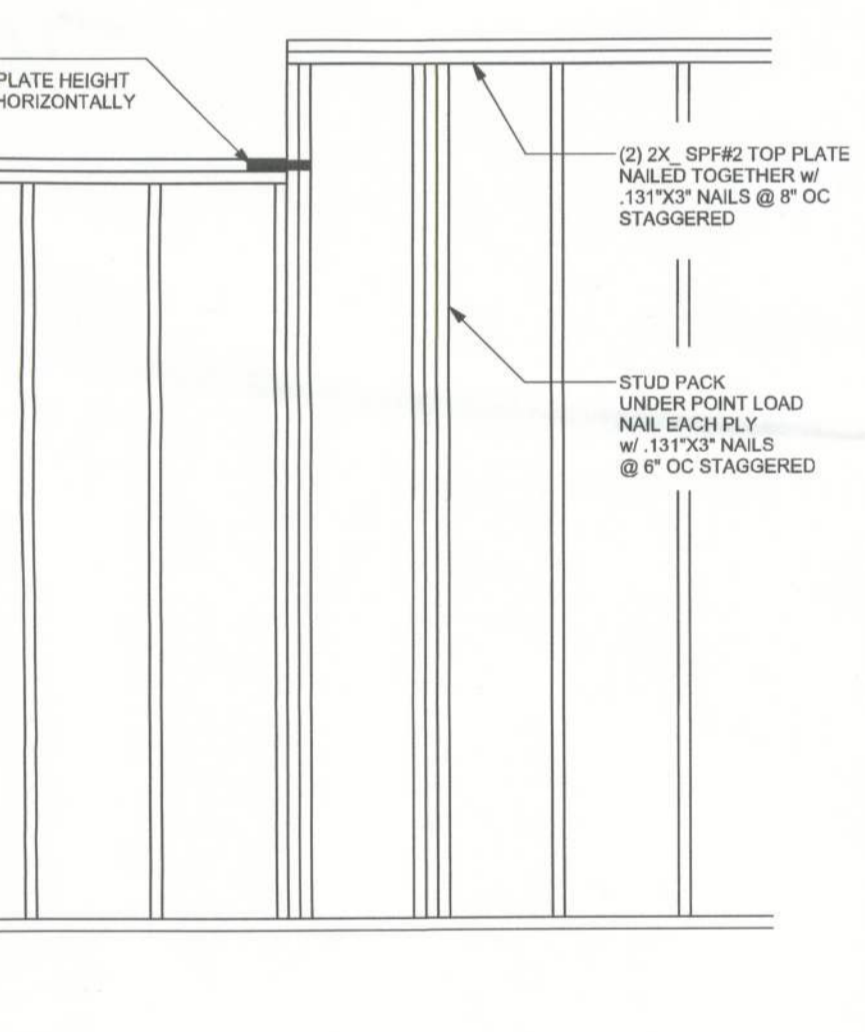 PLATE HEIGHT
HORIZONTALLY
(2) 2X_ SPF#2 TOP PLATE
NAILED TOGETHER w/
.131"X3" NAILS @ 8" OC
STAGGERED
STUD PACK
UNDER POINT LOAD
NAIL EACH PLY
w/ .131"X3" NAILS
@ 6" OC STAGGERED